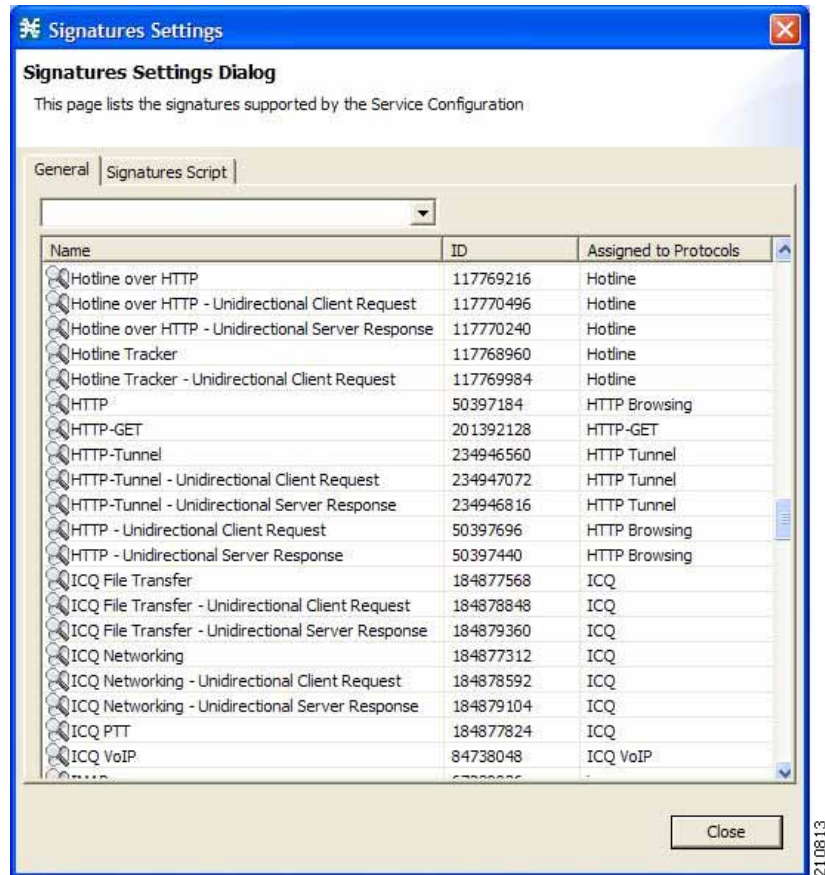 Signatures Settings
Signatures Settings Dialog
This page lists the signatures supported by the Service Configuration
General Signatures Script
Name ID Assigned to Protocols
Hotline over HTTP 117769216 Hotline
Hotline over HTTP - Unidirectional Client Request 117770496 Hotline
Hotline over HTTP - Unidirectional Server Response 117770240 Hotline
Hotline Tracker 117768960 Hotline
Hotline Tracker - Unidirectional Client Request 117769984 Hotline
HTTP 50397184 HTTP Browsing
HTTP-GET 201392128 HTTP-GET
HTTP-Tunnel 234946560 HTTP Tunnel
HTTP-Tunnel - Unidirectional Client Request 234947072 HTTP Tunnel
HTTP-Tunnel - Unidirectional Server Response 234946816 HTTP Tunnel
HTTP - Unidirectional Client Request 50397696 HTTP Browsing
HTTP - Unidirectional Server Response 50397440 HTTP Browsing
ICQ File Transfer 184877568 ICQ
ICQ File Transfer - Unidirectional Client Request 184878848 ICQ
ICQ File Transfer - Unidirectional Server Response 184879360 ICQ
ICQ Networking 184877312 ICQ
ICQ Networking - Unidirectional Client Request 184878592 ICQ
ICQ Networking - Unidirectional Server Response 184879104 ICQ
ICQ PTT 184877824 ICQ
ICQ VoIP 84738048 ICQ VoIP
Close
210813